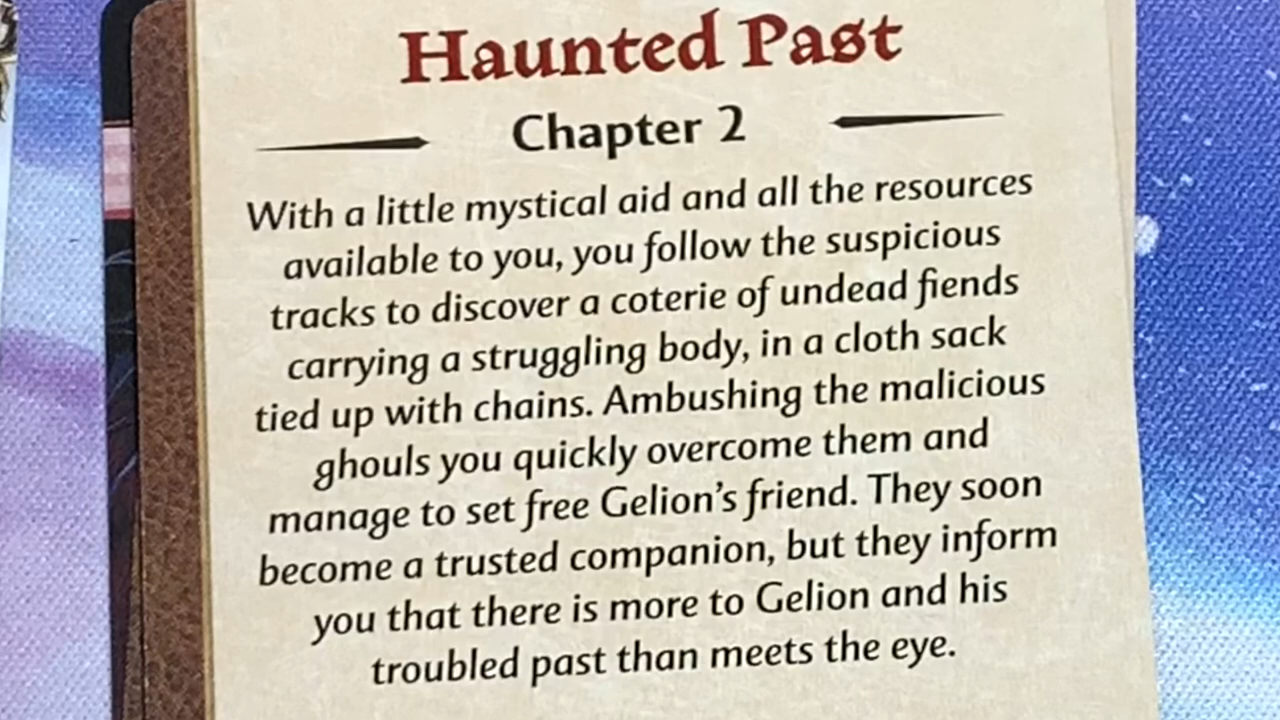 Haunted Past
Chapter 2
With a little mystical aid and all the resources
available to you, you follow the suspicious
tracks to discover a coterie of undead fiends
carrying a struggling body, in a cloth sack
tied up with chains. Ambushing the malicious
ghouls you quickly overcome them and
manage to set free Gelion's friend. They soon
become a trusted companion, but they inform
you that there is more to Gelion and his
troubled past than meets the eye.